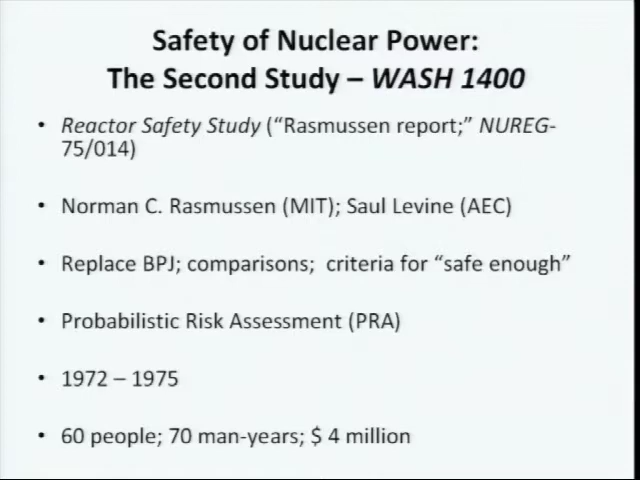 Safety of Nuclear Power:
The Second Study – WASH 1400
• Reactor Safety Study (“Rasmussen report;” NUREG-
75/014)
• Norman C. Rasmussen (MIT); Saul Levine (AEC)
• Replace BPJ; comparisons;  criteria for “safe enough”
• Probabilistic Risk Assessment (PRA)
• 1972 – 1975
• 60 people; 70 man-years; $ 4 million